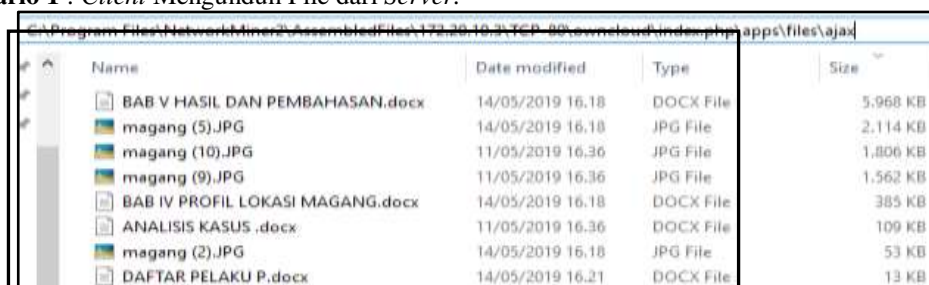 ario 1 : Client Mengunduh File dari Server.
C:\Program Files\NetworkMiner2\AssembledFiles\172.20.10.3\TCP-80\owncloud\index.php\apps\files\ajax
Name Date modified Type Size
BAB V HASIL DAN PEMBAHASAN.docx 14/05/2019 16.18 DOCX File 5.968 KB
magang (5).JPG 14/05/2019 16.18 JPG File 2.114 KB
magang (10).JPG 11/05/2019 16.36 JPG File 1.806 KB
magang (9).JPG 11/05/2019 16.36 JPG File 1.562 KB
BAB IV PROFIL LOKASI MAGANG.docx 14/05/2019 16.18 DOCX File 385 KB
ANALISIS KASUS .docx 11/05/2019 16.36 DOCX File 109 KB
magang (2).JPG 14/05/2019 16.18 JPG File 53 KB
DAFTAR PELAKU P.docx 14/05/2019 16.21 DOCX File 13 KB